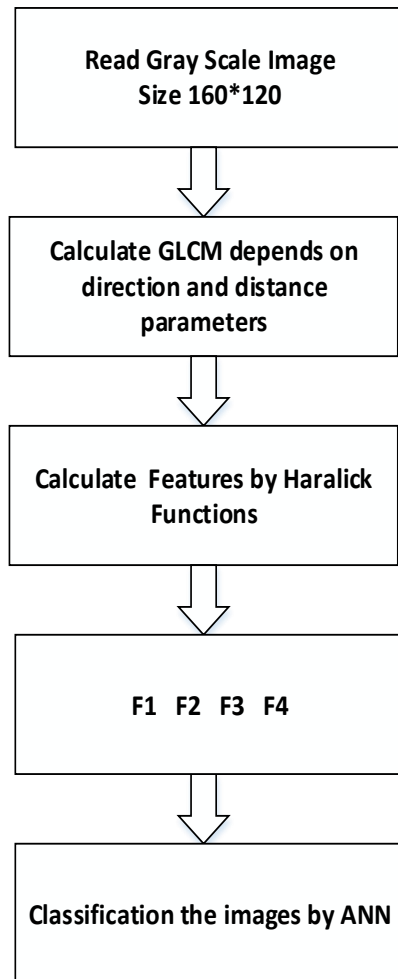 Read Gray Scale Image
Size 160*120
Calculate GLCM depends on
direction and distance
parameters
Calculate Features by Haralick
Functions
F1 F2 F3 F4
Classification the images by ANN